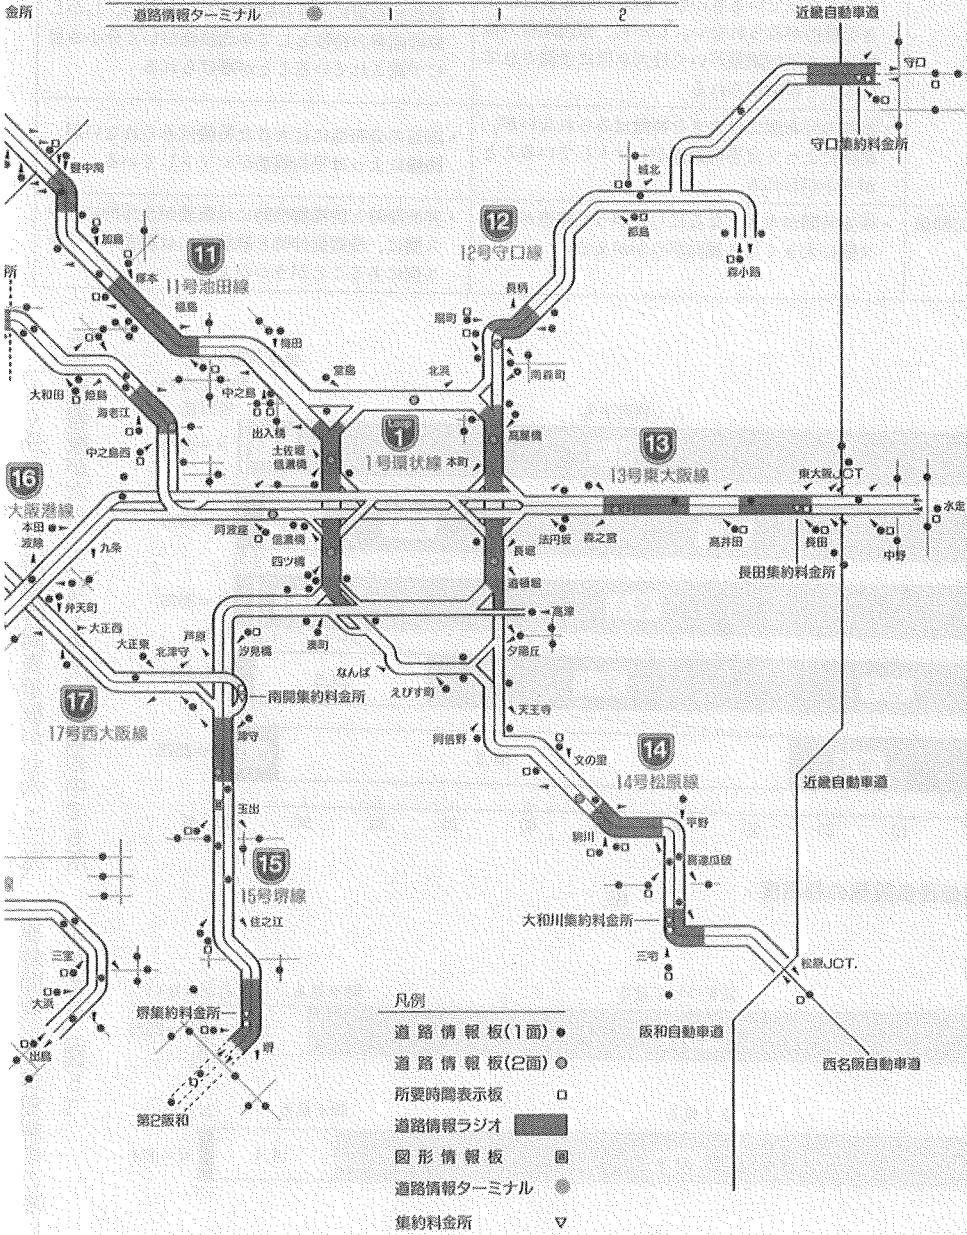 金所
道路情報ターミナル 1 1 2
近畿自動車道
守口
守口集約料金所
豊中南
城北
都島
森小路
12
12号守口線
加島
塚本
11
11号池田線
福島
長柄
扇町
所
梅田
南森町
大和田
姫島
海老江
中之島西
中之島
堂島
北浜
出入橋
土佐堀
信濃橋
1
1号環状線
本町
高麗橋
13
13号東大阪線
東大阪JCT
16
大阪港線
本田
波除
九条
阿波座
信濃橋
四ツ橋
長堀
道頓堀
法円坂
森之宮
高井田
長田
中野
水走
長田集約料金所
弁天町
大正西
大正東
北津守
芦原
汐見橋
湊町
高津
夕陽丘
なんば
えびす町
南開集約料金所
17
17号西大阪線
津守
天王寺
阿倍野
文の里
14
14号松原線
近畿自動車道
玉出
駒川
平野
喜連瓜破
15
15号堺線
住之江
大和川集約料金所
三宅
松原JCT.
三宝
大浜
出島
堺集約料金所
堺
第2阪和
阪和自動車道
西名阪自動車道
凡例
道路情報板(1面)
道路情報板(2面)
所要時間表示板
道路情報ラジオ
図形情報板
道路情報ターミナル
集約料金所